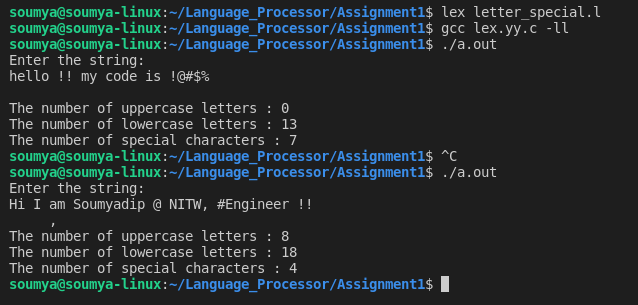 soumya@soumya-linux:~/Language_Processor/Assignment1$ lex letter_special.l
soumya@soumya-linux:~/Language_Processor/Assignment1$ gcc lex.yy.c -ll
soumya@soumya-linux:~/Language_Processor/Assignment1$ ./a.out
Enter the string:
hello !! my code is !@#$%
The number of uppercase letters : 0
The number of lowercase letters : 13
The number of special characters : 7
soumya@soumya-linux:~/Language_Processor/Assignment1$ ^C
soumya@soumya-linux:~/Language_Processor/Assignment1$ ./a.out
Enter the string:
Hi I am Soumyadip @ NITW, #Engineer !!
,
The number of uppercase letters : 8
The number of lowercase letters : 18
The number of special characters : 4
soumya@soumya-linux:~/Language_Processor/Assignment1$